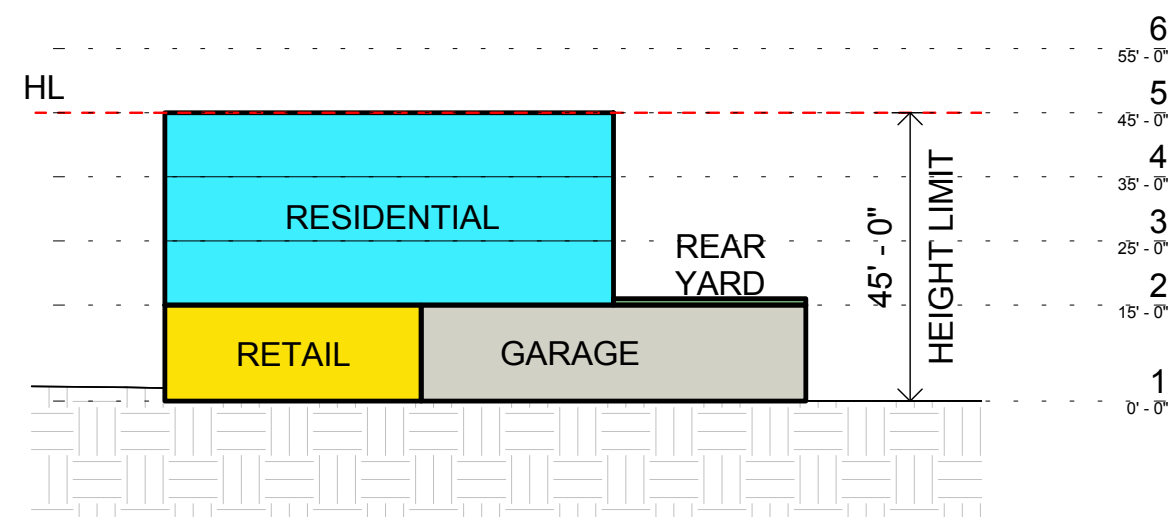 6
55' - 0"
HL
5
45' - 0"
4
35' - 0"
RESIDENTIAL
3
25' - 0"
REAR
YARD
45' - 0"
HEIGHT LIMIT
2
15' - 0"
RETAIL
GARAGE
1
0' - 0"